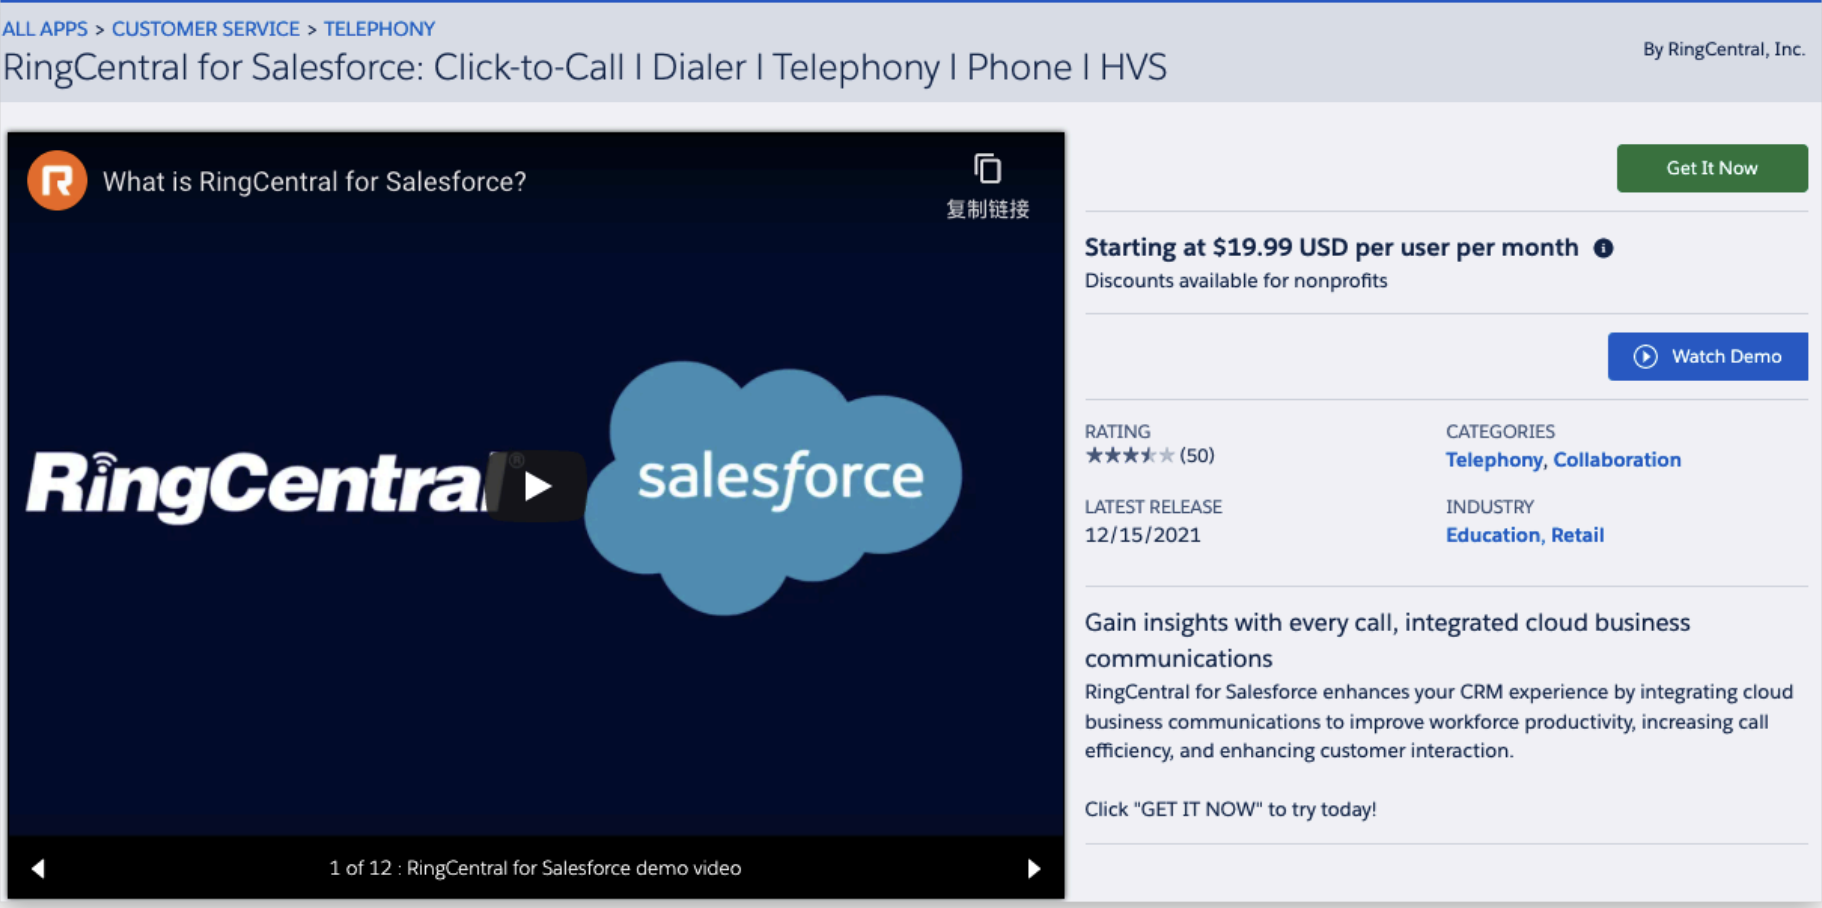 ALL APPS > CUSTOMER SERVICE > TELEPHONY
RingCentral for Salesforce: Click-to-Call l Dialer l Telephony l Phone l HVS
By RingCentral, Inc.
What is RingCentral for Salesforce?
复制链接
RingCentral®
salesforce
1 of 12 : RingCentral for Salesforce demo video
Get It Now
Starting at $19.99 USD per user per month
Discounts available for nonprofits
Watch Demo
RATING
(50)
CATEGORIES
Telephony, Collaboration
LATEST RELEASE
12/15/2021
INDUSTRY
Education, Retail
Gain insights with every call, integrated cloud business
communications
RingCentral for Salesforce enhances your CRM experience by integrating cloud
business communications to improve workforce productivity, increasing call
efficiency, and enhancing customer interaction.
Click "GET IT NOW" to try today!